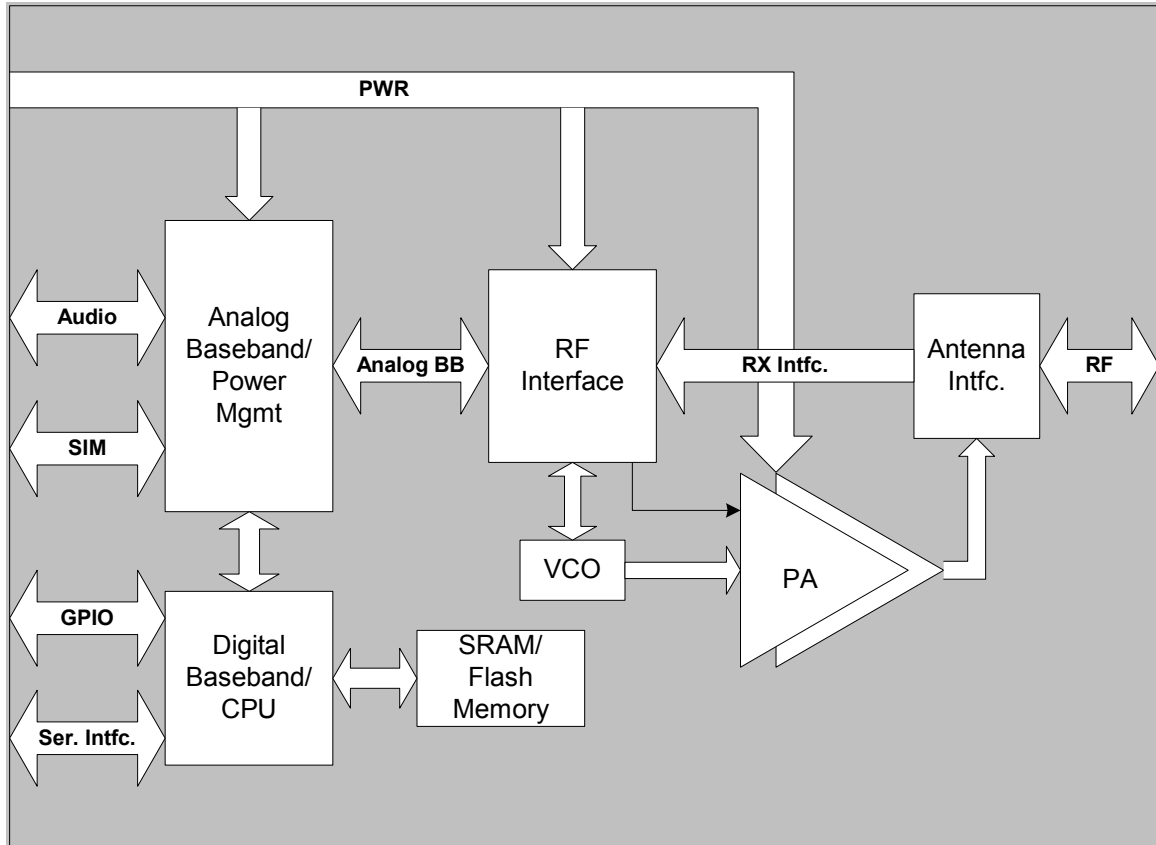 PWR
Audio
Analog
Baseband/
Power
Mgmt
SIM
Analog BB
RF
Interface
RX Intfc.
Antenna
Intfc.
RF
VCO
PA
GPIO
Digital
Baseband/
CPU
Ser. Intfc.
SRAM/
Flash
Memory